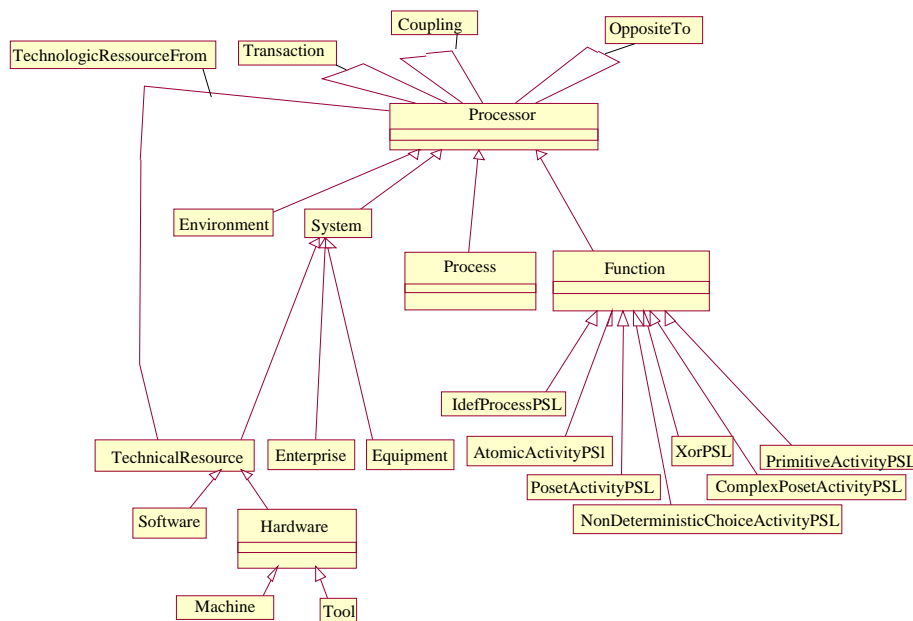 Coupling
OppositeTo
Transaction
TechnologicRessourceFrom
Processor
Environment
System
Process
Function
IdefProcessPSL
TechnicalResource
Enterprise
Equipment
AtomicActivityPSl
XorPSL
PrimitiveActivityPSL
PosetActivityPSL
ComplexPosetActivityPSL
Software
Hardware
NonDeterministicChoiceActivityPSL
Machine
Tool